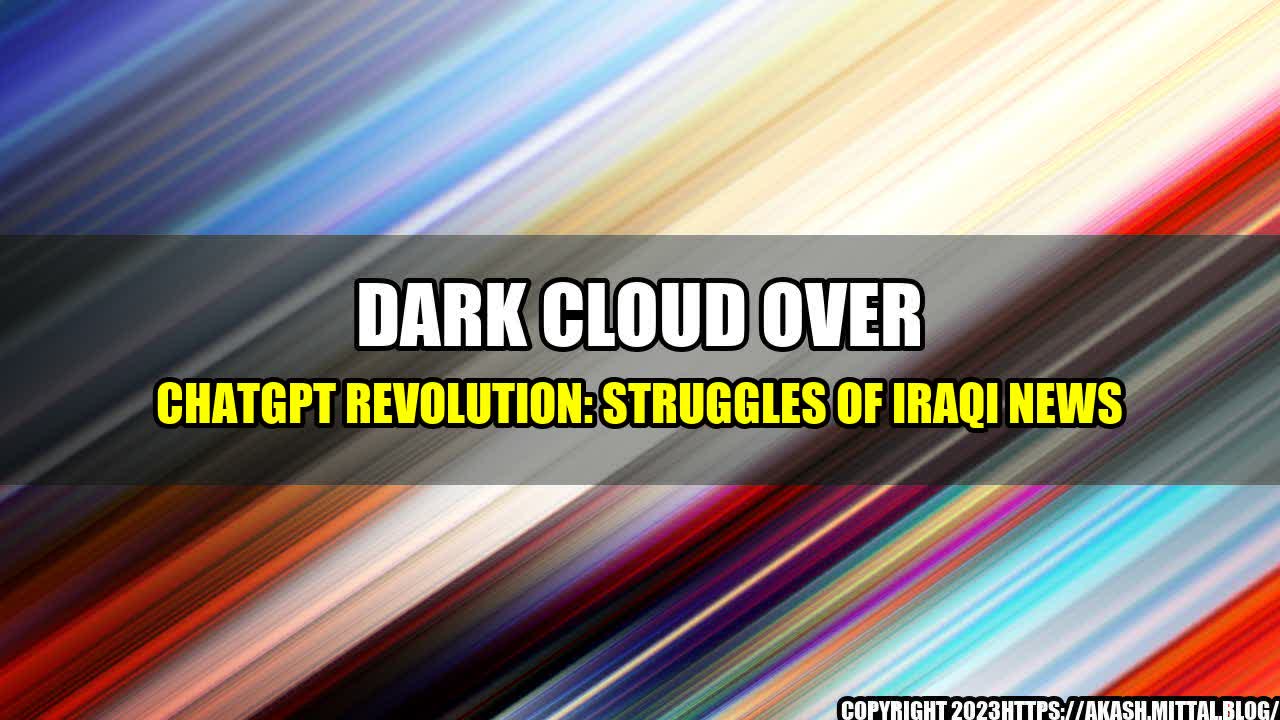 DARK CLOUD OVER
CHATGPT REVOLUTION: STRUGGLES OF IRAQI NEWS
COPYRIGHT 2023HTTPS://AKASH.MITTAL.BLOG/